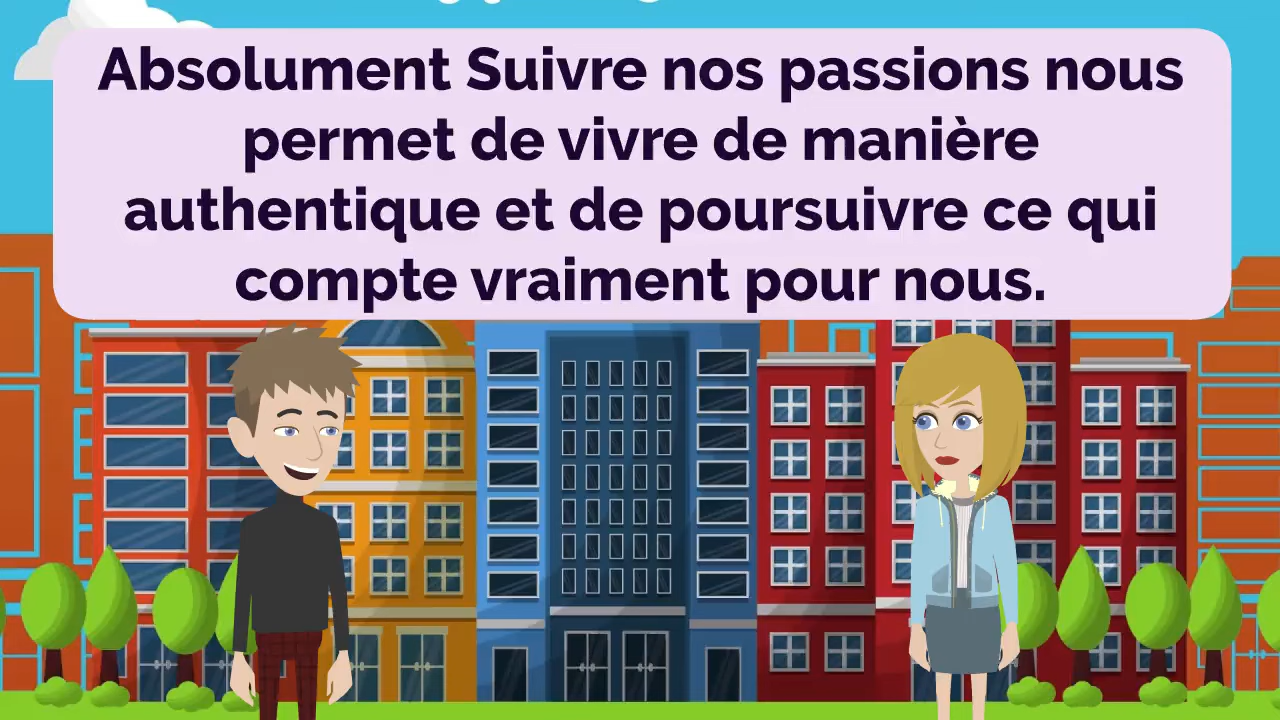 Absolument Suivre nos passions nous
permet de vivre de manière
authentique et de poursuivre ce qui
compte vraiment pour nous.